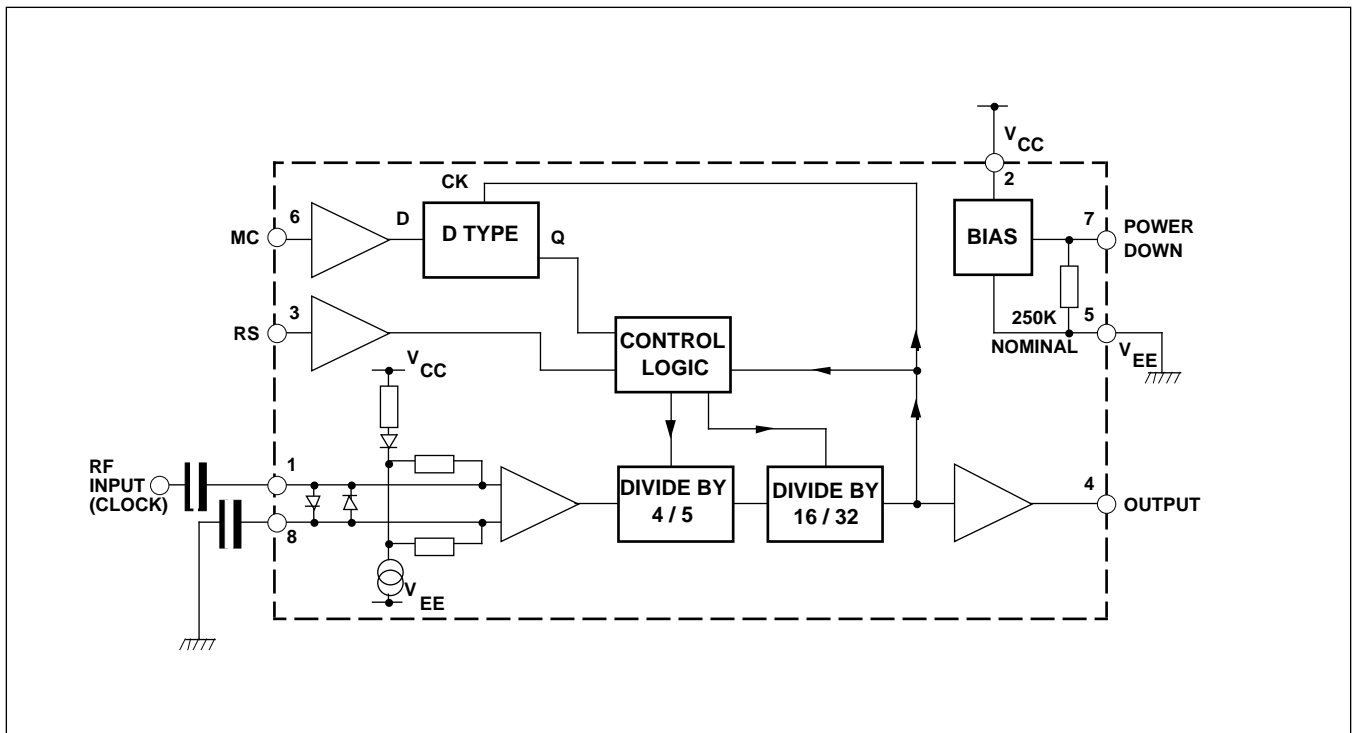 V
CC
2
CK
6
MC
D
D TYPE
Q
BIAS
7
POWER
DOWN
3
RS
250K
NOMINAL
5
V
EE
CONTROL
LOGIC
V
CC
RF
INPUT
(CLOCK)
1
8
DIVIDE BY
4 / 5
DIVIDE BY
16 / 32
4
OUTPUT
V
EE